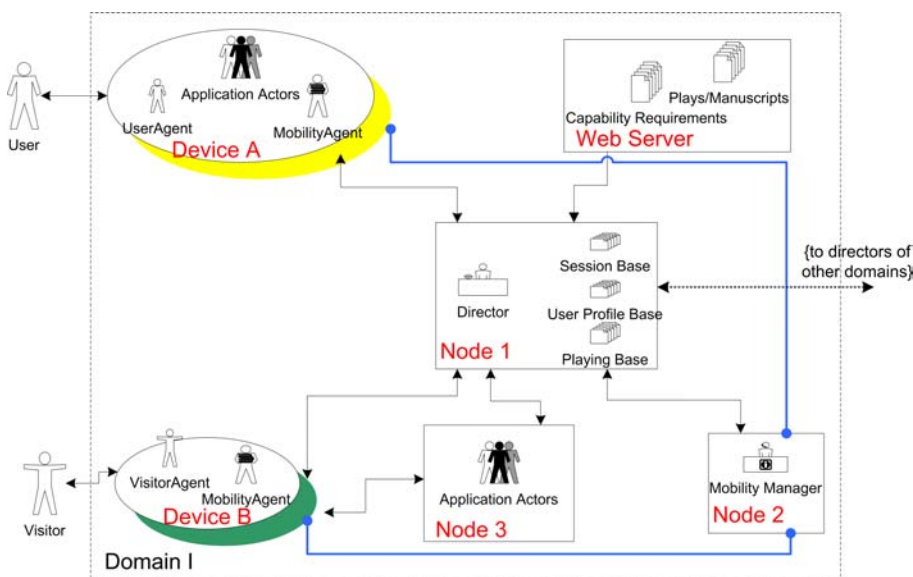 Application Actors
UserAgent
MobilityAgent
Device A
User
Plays/Manuscripts
Capability Requirements
Web Server
{to directors of
other domains}
Session Base
Director
User Profile Base
Playing Base
Node 1
VisitorAgent
MobilityAgent
Device B
Visitor
Application Actors
Node 3
Mobility Manager
Node 2
Domain I